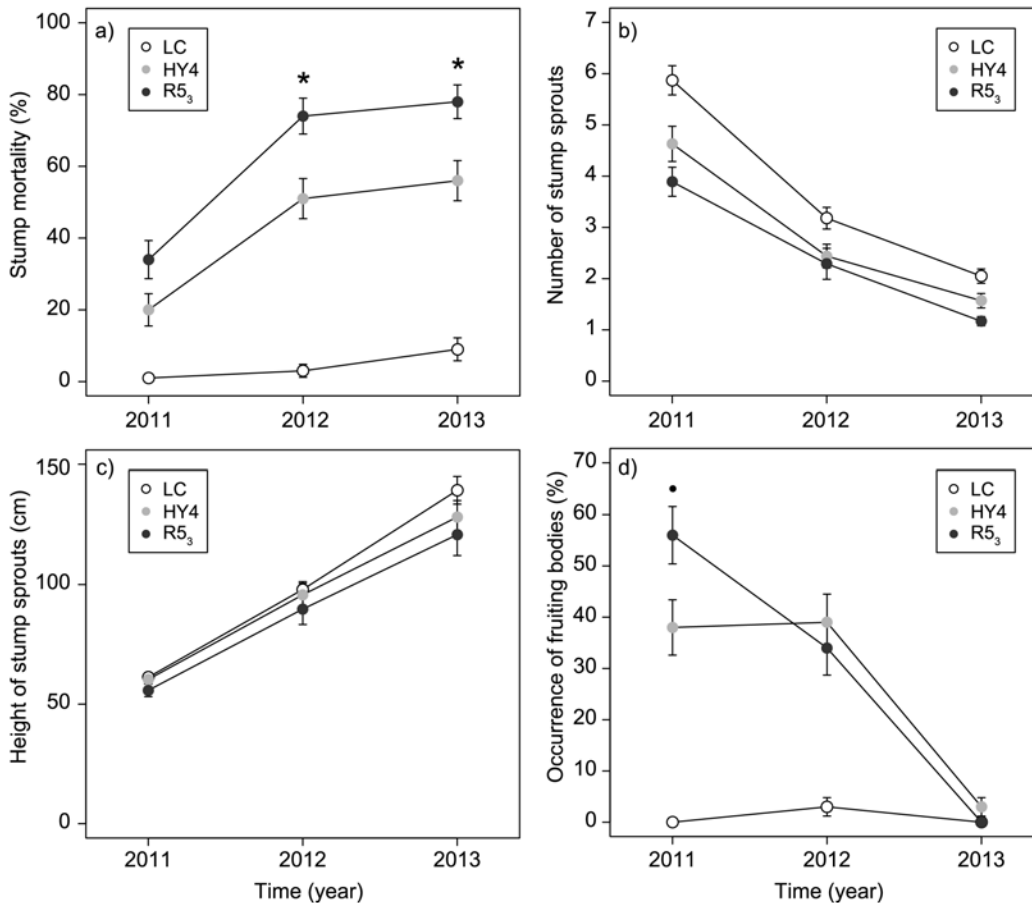 a)
LC
HY4
R5₃
*
*
Stump mortality (%)
100
80
60
40
20
0
2011
2012
2013
b)
LC
HY4
R5₃
Number of stump sprouts
7
6
5
4
3
2
1
0
2011
2012
2013
c)
LC
HY4
R5₃
Height of stump sprouts (cm)
150
100
50
0
2011
2012
2013
Time (year)
d)
LC
HY4
R5₃
Occurrence of fruiting bodies (%)
70
60
50
40
30
20
10
0
2011
2012
2013
Time (year)